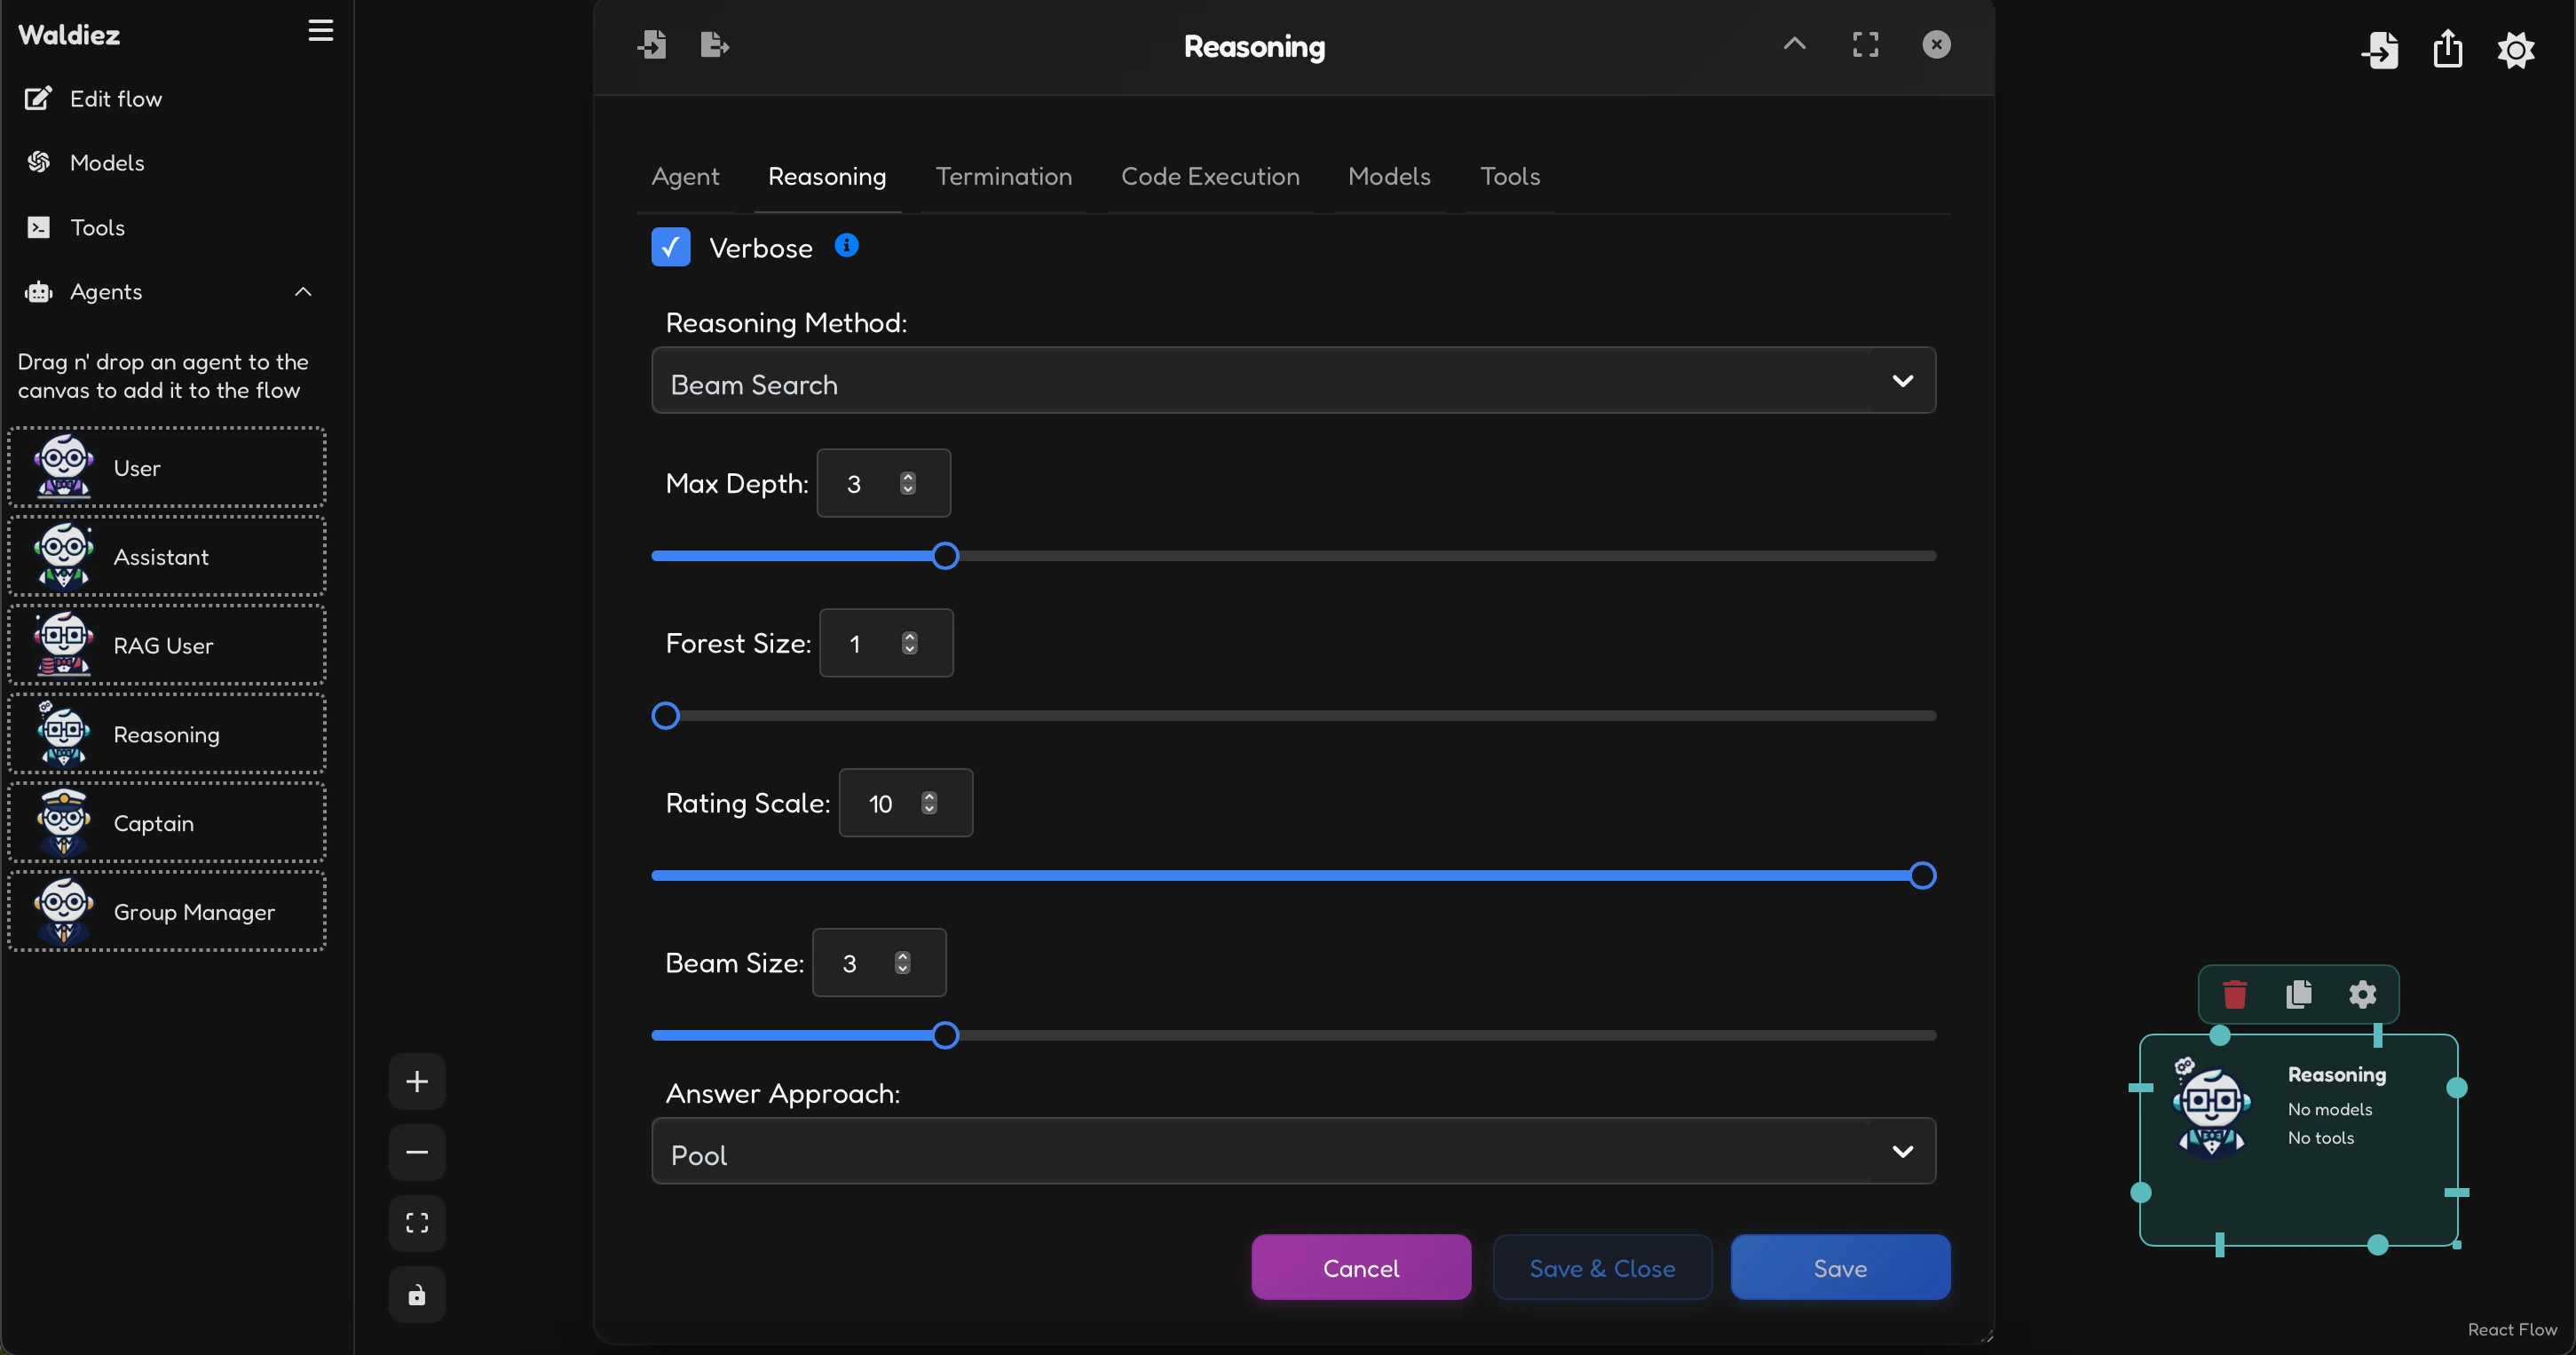 Waldiez
Edit flow
Models
Tools
Agents
Drag n' drop an agent to the
canvas to add it to the flow
User
Assistant
RAG User
Reasoning
Captain
Group Manager
Reasoning
Agent Reasoning Termination Code Execution Models Tools
Verbose
Reasoning Method:
Beam Search
Max Depth: 3
Forest Size: 1
Rating Scale: 10
Beam Size: 3
Answer Approach:
Pool
Cancel Save & Close Save
Reasoning
No models
No tools
React Flow